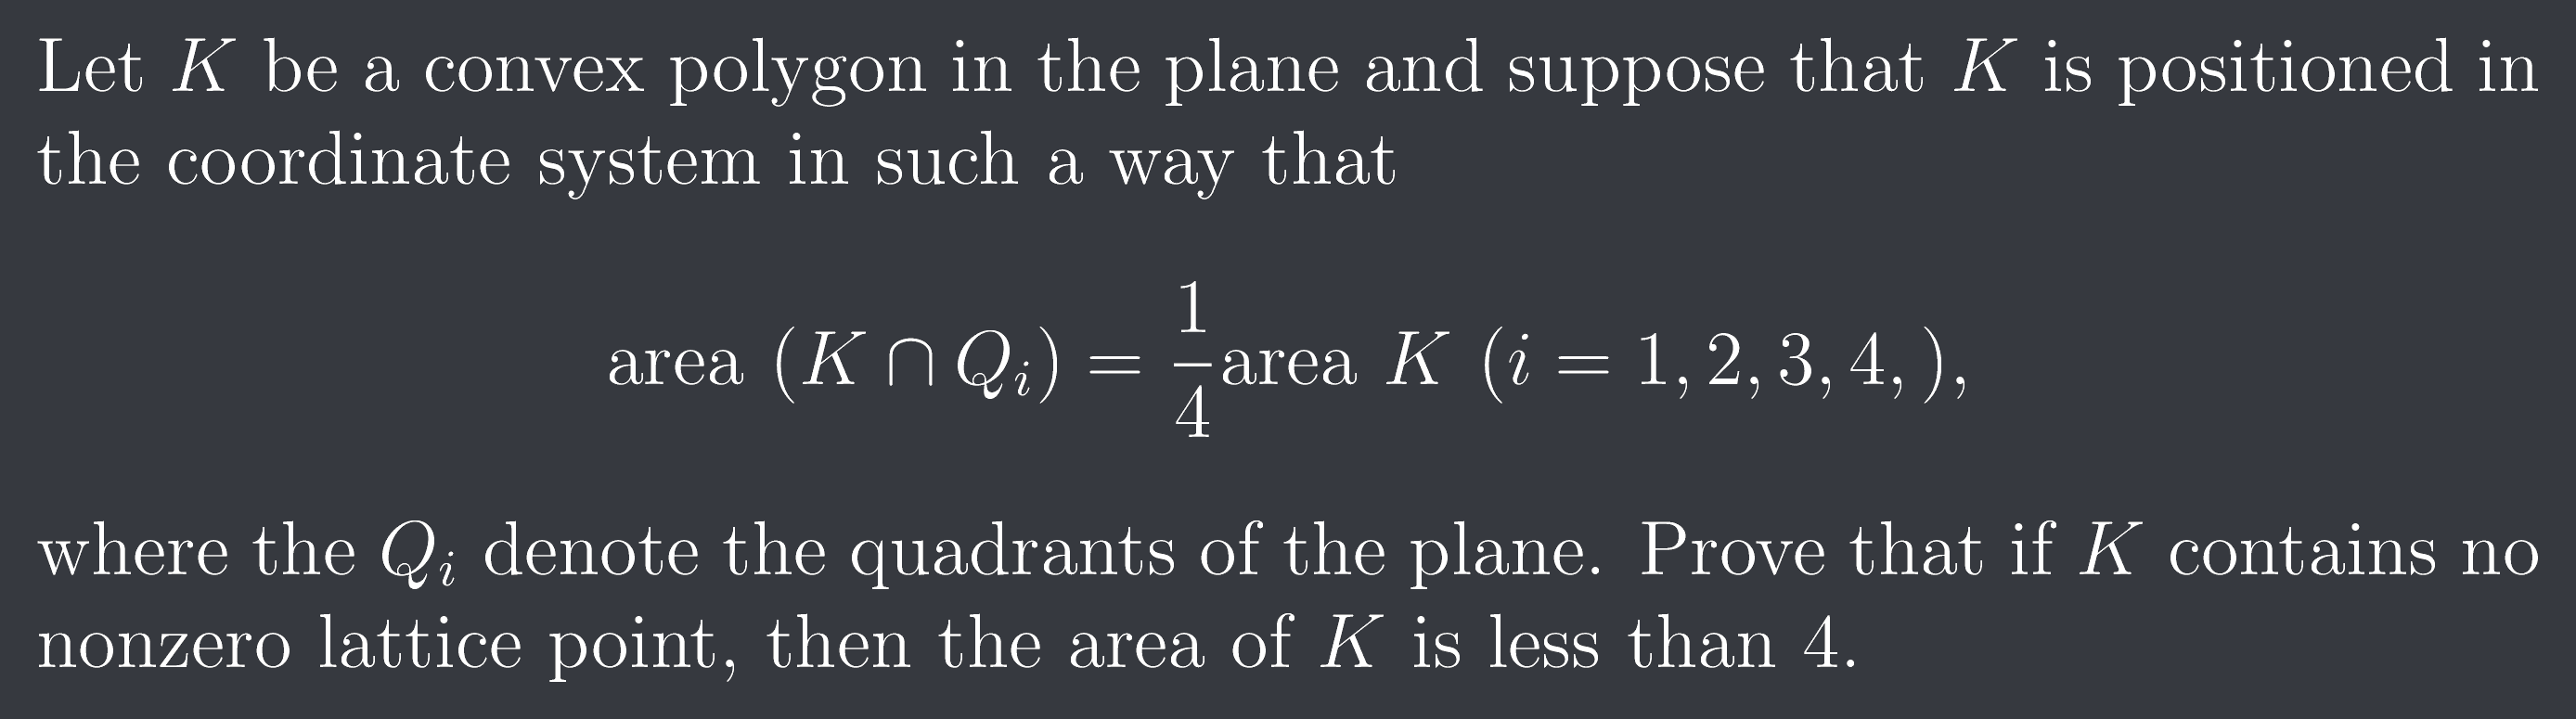 Let K be a convex polygon in the plane and suppose that K is positioned in
the coordinate system in such a way that
area (K ∩ Q_i) = \frac{1}{4} area K (i = 1, 2, 3, 4, ),
where the Q_i denote the quadrants of the plane. Prove that if K contains no
nonzero lattice point, then the area of K is less than 4.